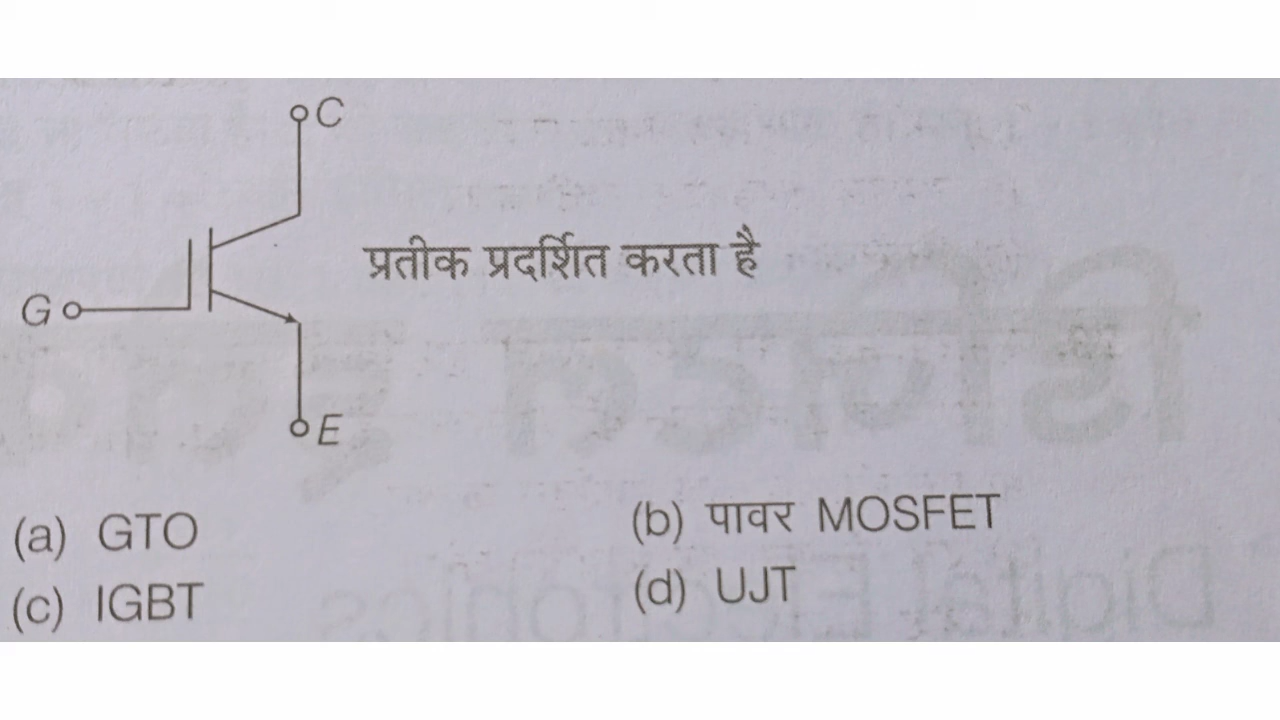 C
G
प्रतीक प्रदर्शित करता है
E
(a) GTO
(b) पावर MOSFET
(c) IGBT
(d) UJT